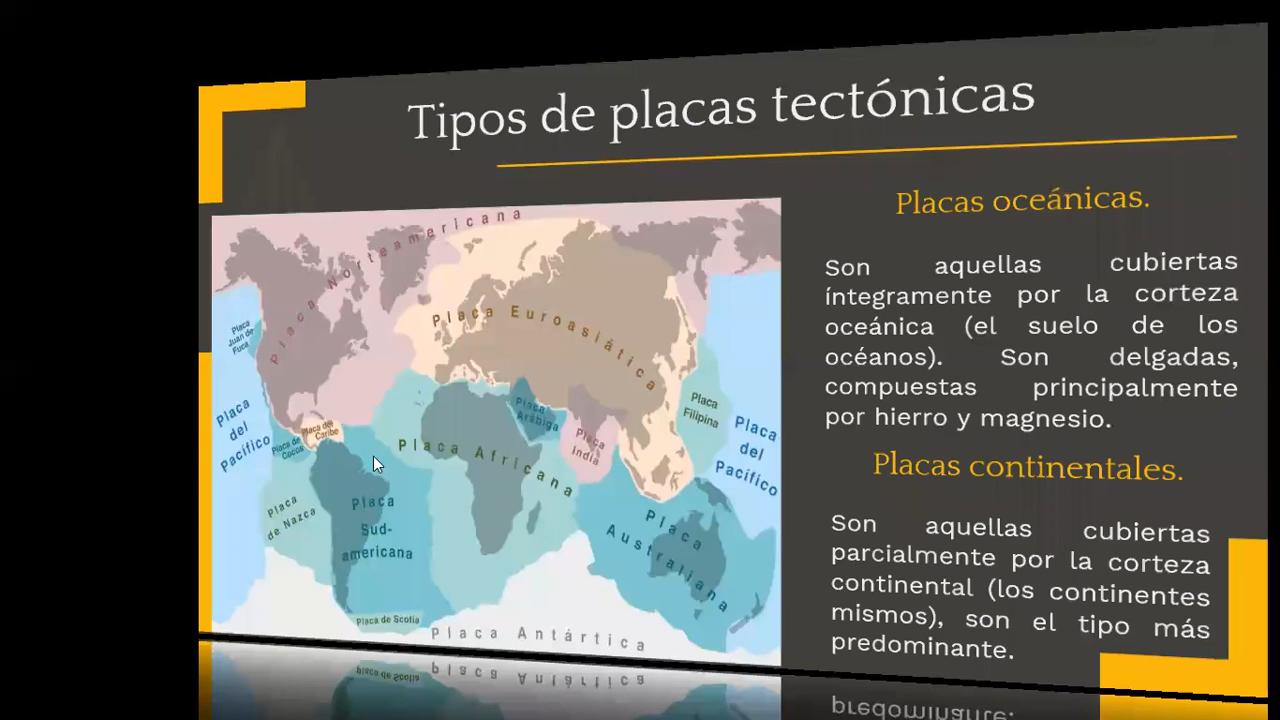 Tipos de placas tectónicas
Placas oceánicas.
Son aquellas cubiertas
íntegramente por la corteza
oceánica (el suelo de los
océanos). Son delgadas,
compuestas principalmente
por hierro y magnesio.
Placas continentales.
Son aquellas cubiertas
parcialmente por la corteza
continental (los continentes
mismos), son el tipo más
predominante.
Placa Norteamericana
Placa Euroasiática
Placa
Juan de
Fuca
Placa
del
Pacífico
Placa del
Caribe
Placa de
Cocos
Placa
de Nazca
Placa
Sud-
americana
Placa Africana
Placa
Arábiga
Placa
India
Placa
Filipina
Placa
del
Pacífico
Placa
Australiana
Placa de Scotia
Placa Antártica